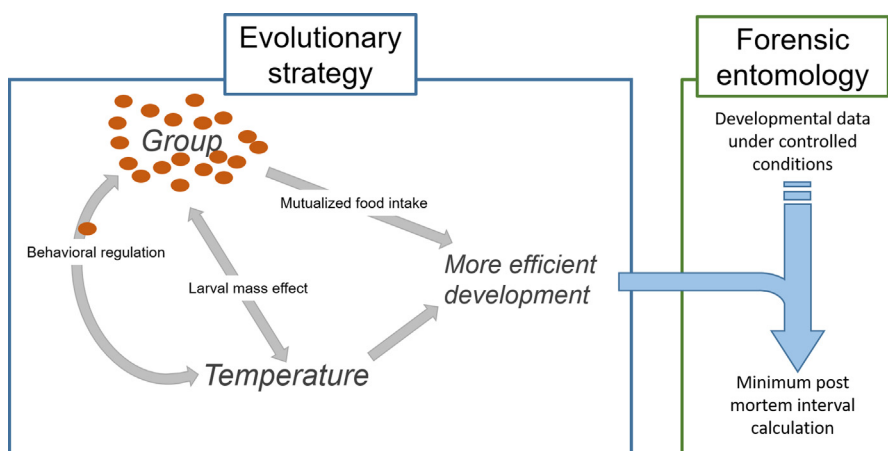 Evolutionary
strategy
Forensic
entomology
Group
Mutualized food intake
Behavioral regulation
Larval mass effect
More efficient
development
Temperature
Developmental data
under controlled
conditions
Minimum post
mortem interval
calculation